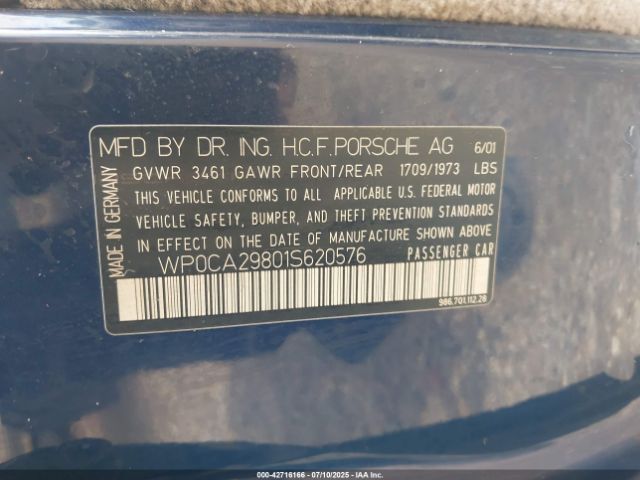 MFD BY DR. ING. H.C.F.PORSCHE AG 6/01
GVWR 3461 GAWR FRONT/REAR 1709/1973 LBS
THIS VEHICLE CONFORMS TO ALL APPLICABLE U.S. FEDERAL MOTOR
VEHICLE SAFETY, BUMPER, AND THEFT PREVENTION STANDARDS
IN EFFECT ON THE DATE OF MANUFACTURE SHOWN ABOVE
WP0CA29801S620576 PASSENGER CAR
MADE IN GERMANY
986.701.112.28
000-42716166 - 07/10/2025 - IAA Inc.